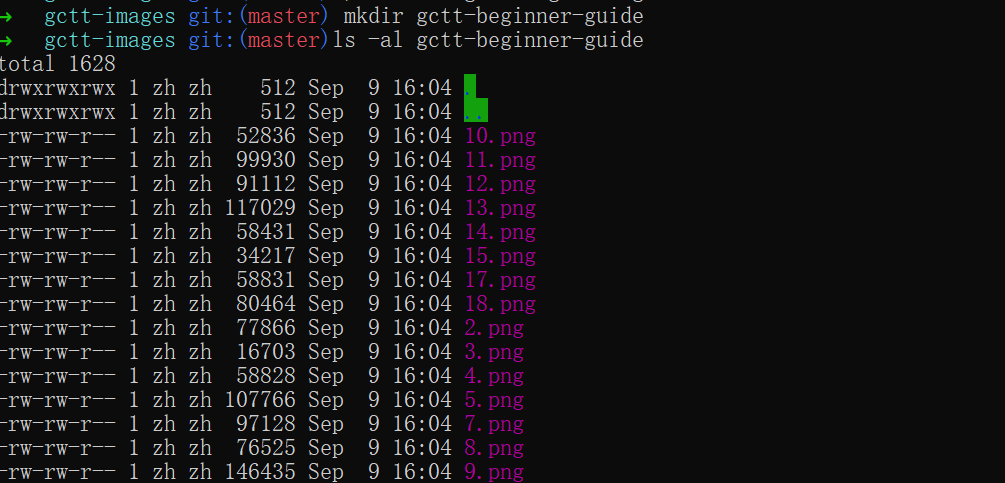 →  gctt-images git:(master) mkdir gctt-beginner-guide
→  gctt-images git:(master)ls -al gctt-beginner-guide
total 1628
drwxrwxrwx 1 zh zh    512 Sep  9 16:04 .
drwxrwxrwx 1 zh zh    512 Sep  9 16:04 ..
-rw-rw-r-- 1 zh zh  52836 Sep  9 16:04 10.png
-rw-rw-r-- 1 zh zh  99930 Sep  9 16:04 11.png
-rw-rw-r-- 1 zh zh  91112 Sep  9 16:04 12.png
-rw-rw-r-- 1 zh zh 117029 Sep  9 16:04 13.png
-rw-rw-r-- 1 zh zh  58431 Sep  9 16:04 14.png
-rw-rw-r-- 1 zh zh  34217 Sep  9 16:04 15.png
-rw-rw-r-- 1 zh zh  58831 Sep  9 16:04 17.png
-rw-rw-r-- 1 zh zh  80464 Sep  9 16:04 18.png
-rw-rw-r-- 1 zh zh  77866 Sep  9 16:04 2.png
-rw-rw-r-- 1 zh zh  16703 Sep  9 16:04 3.png
-rw-rw-r-- 1 zh zh  58828 Sep  9 16:04 4.png
-rw-rw-r-- 1 zh zh 107766 Sep  9 16:04 5.png
-rw-rw-r-- 1 zh zh  97128 Sep  9 16:04 7.png
-rw-rw-r-- 1 zh zh  76525 Sep  9 16:04 8.png
-rw-rw-r-- 1 zh zh 146435 Sep  9 16:04 9.png